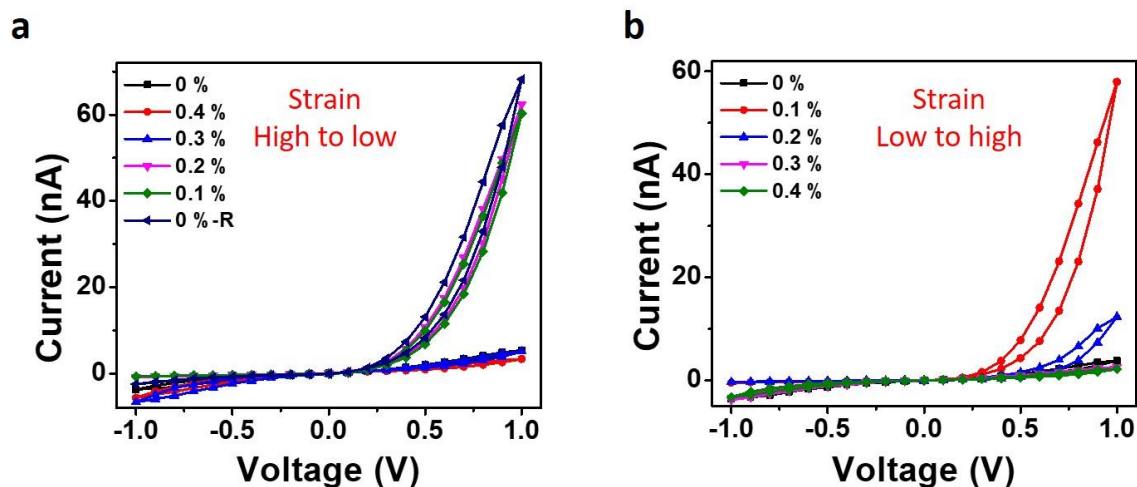 a
60
40
20
0
Current (nA)
0 %
0.4 %
0.3 %
0.2 %
0.1 %
0 % -R
Strain
High to low
-1.0 -0.5 0.0 0.5 1.0
Voltage (V)
b
60
40
20
0
Current (nA)
0 %
0.1 %
0.2 %
0.3 %
0.4 %
Strain
Low to high
-1.0 -0.5 0.0 0.5 1.0
Voltage (V)